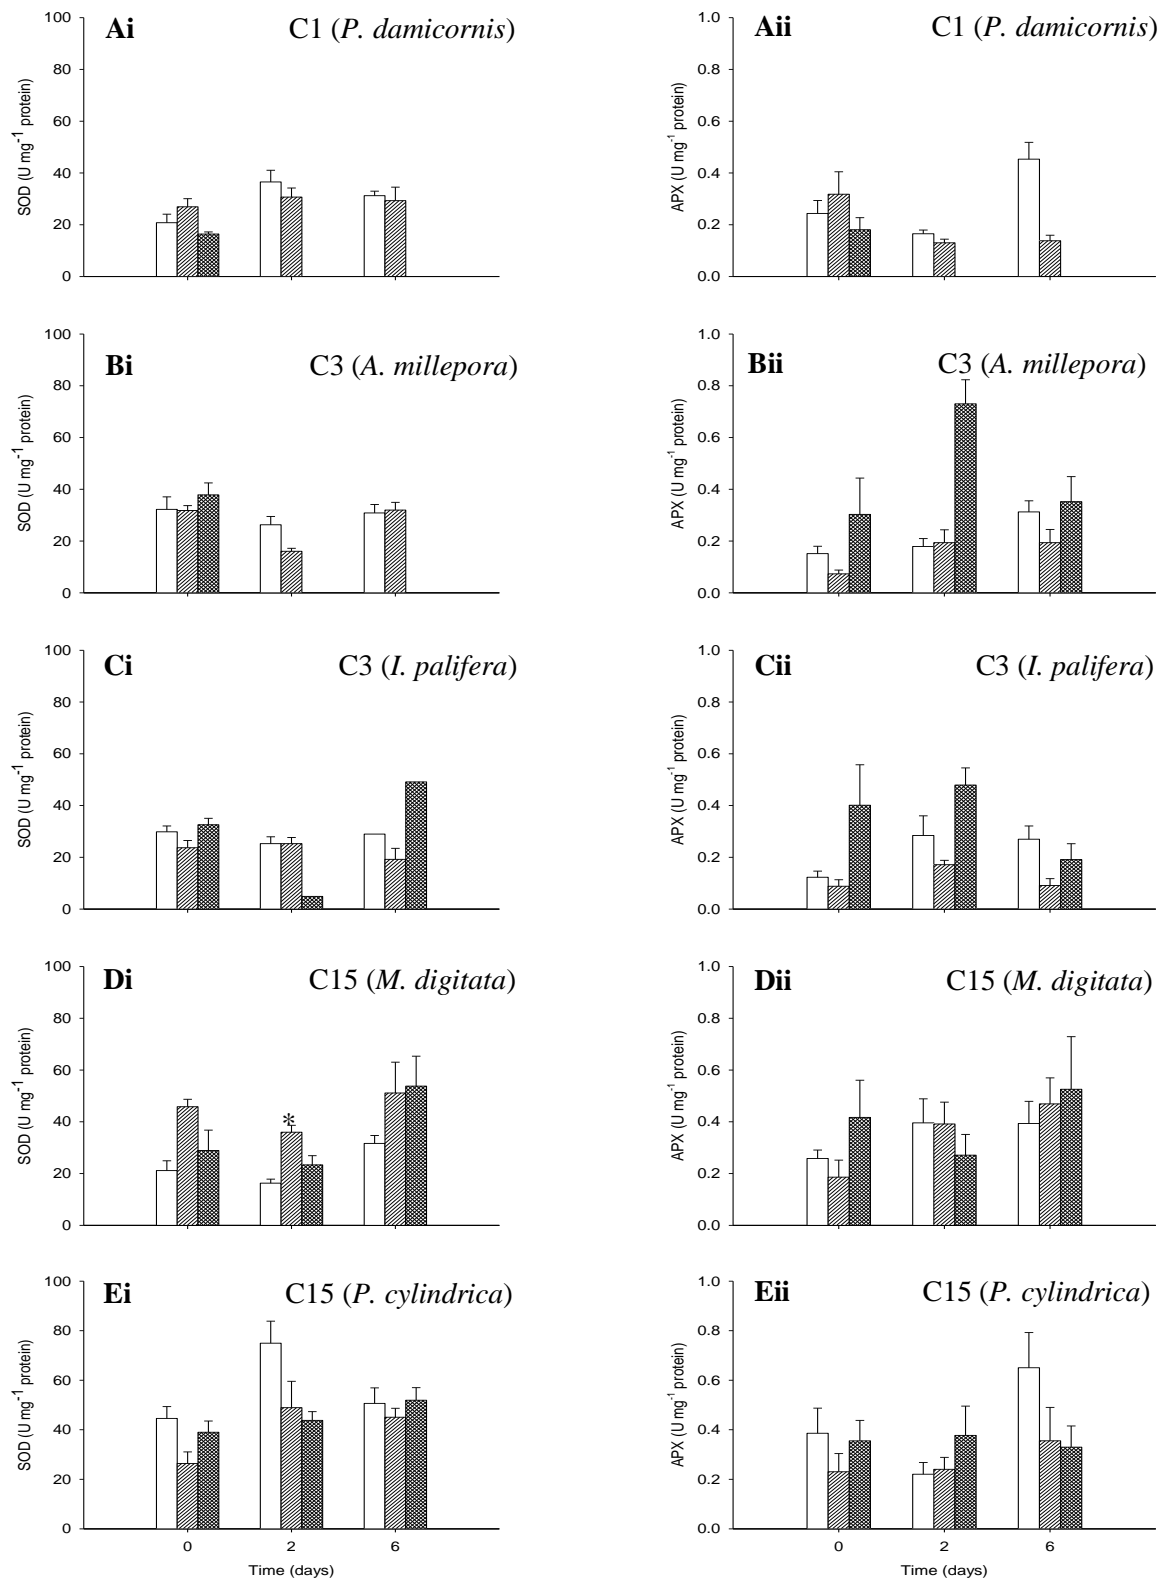 Ai C1 (P. damicornis)
100
80
60
40
20
0
SOD (U mg-1 protein)
Aii C1 (P. damicornis)
1.0
0.8
0.6
0.4
0.2
0.0
APX (U mg-1 protein)
Bi C3 (A. millepora)
100
80
60
40
20
0
SOD (U mg-1 protein)
Bii C3 (A. millepora)
1.0
0.8
0.6
0.4
0.2
0.0
APX (U mg-1 protein)
Ci C3 (I. palifera)
100
80
60
40
20
0
SOD (U mg-1 protein)
Cii C3 (I. palifera)
1.0
0.8
0.6
0.4
0.2
0.0
APX (U mg-1 protein)
Di C15 (M. digitata)
100
80
60
40
20
0
SOD (U mg-1 protein)
*
Dii C15 (M. digitata)
1.0
0.8
0.6
0.4
0.2
0.0
APX (U mg-1 protein)
Ei C15 (P. cylindrica)
100
80
60
40
20
0
SOD (U mg-1 protein)
0 2 6
Time (days)
Eii C15 (P. cylindrica)
1.0
0.8
0.6
0.4
0.2
0.0
APX (U mg-1 protein)
0 2 6
Time (days)